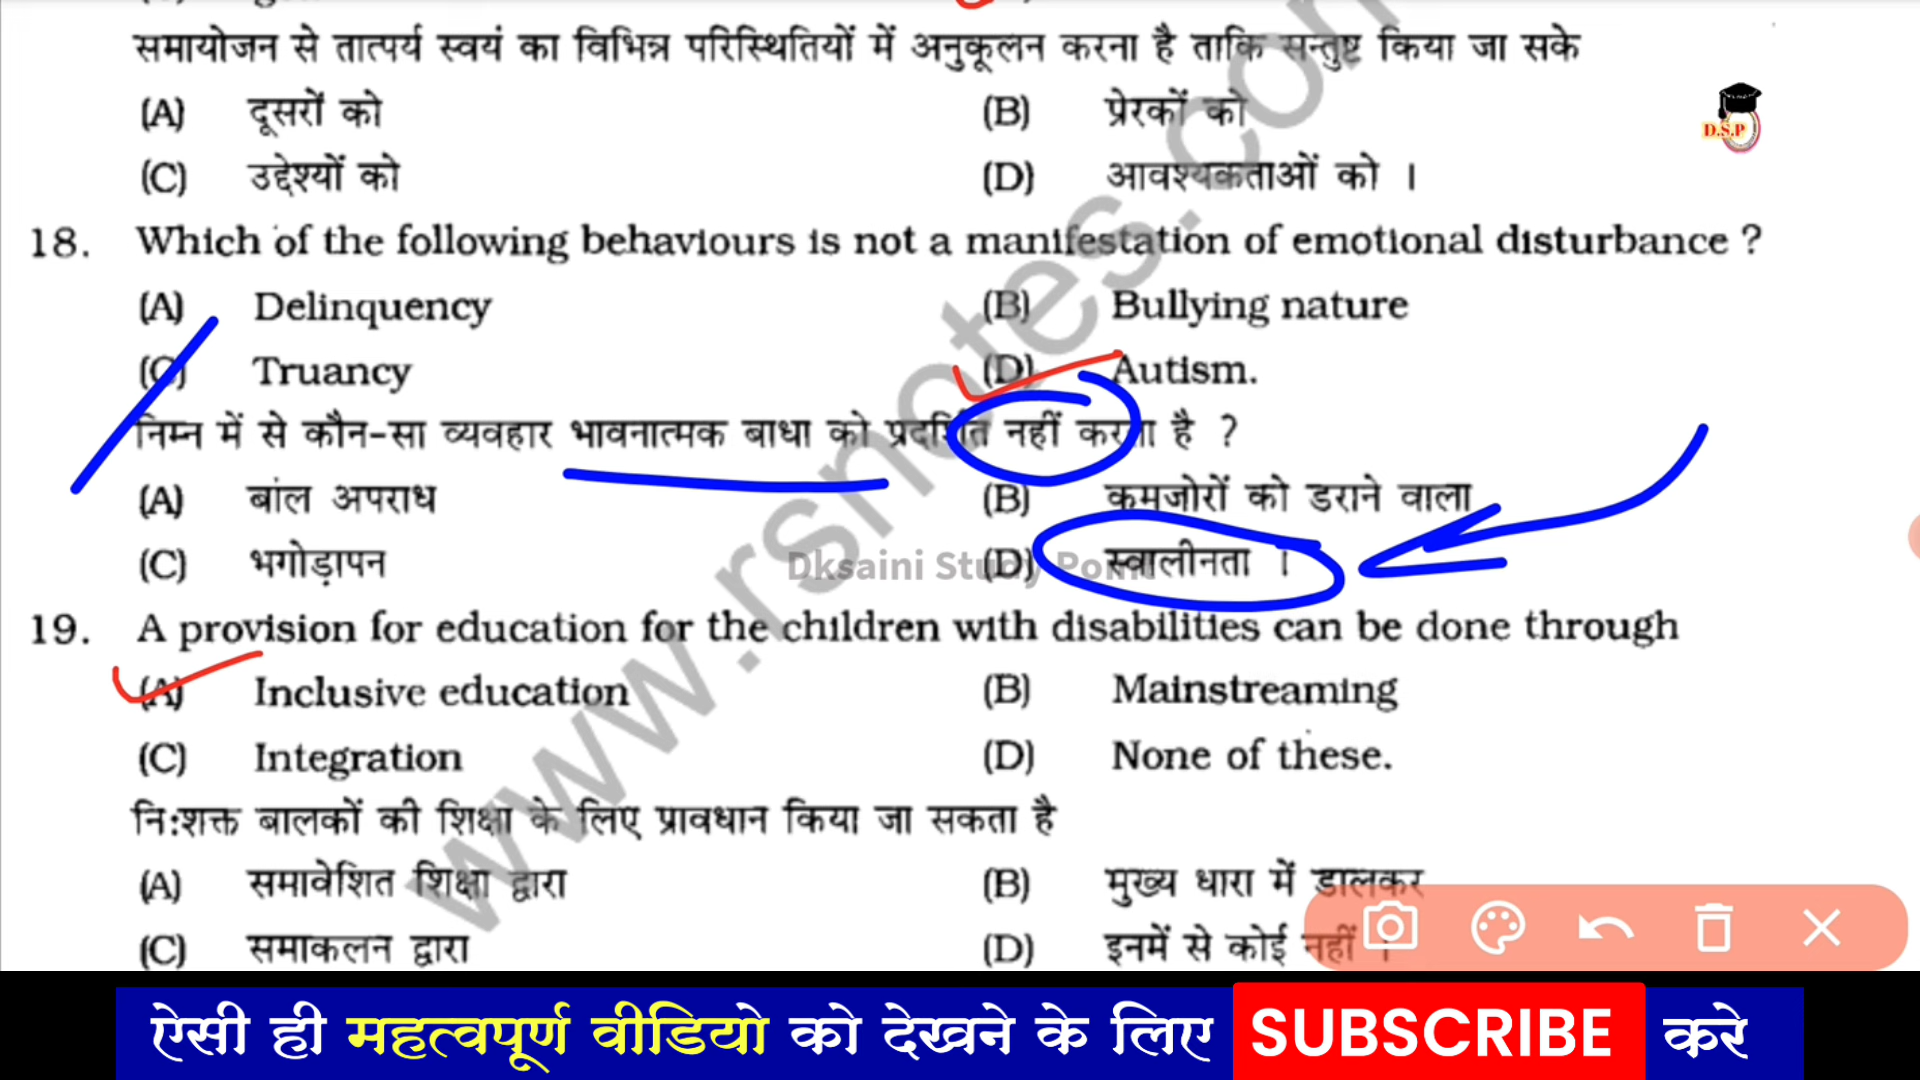 समायोजन से तात्पर्य स्वयं का विभिन्न परिस्थितियों में अनुकूलन करना है ताकि सन्तुष्ट किया जा सके
(A) दूसरों को (B) प्रेरकों को
(C) उद्देश्यों को (D) आवश्यकताओं को ।
D.S.P
18. Which of the following behaviours is not a manifestation of emotional disturbance ?
(A) Delinquency (B) Bullying nature
(C) Truancy (D) Autism.
निम्न में से कौन-सा व्यवहार भावनात्मक बाधा को प्रदर्शित नहीं करता है ?
(A) बांल अपराध (B) कमजोरों को डराने वाला
(C) भगोड़ापन (D) स्वालीनता ।
Dksaini Study Point
19. A provision for education for the children with disabilities can be done through
(A) Inclusive education (B) Mainstreaming
(C) Integration (D) None of these.
नि:शक्त बालकों की शिक्षा के लिए प्रावधान किया जा सकता है
(A) समावेशित शिक्षा द्वारा (B) मुख्य धारा में डालकर
(C) समाकलन द्वारा (D) इनमें से कोई नहीं ।
www.rsnotes.com
ऐसी ही महत्वपूर्ण वीडियो को देखने के लिए SUBSCRIBE करे